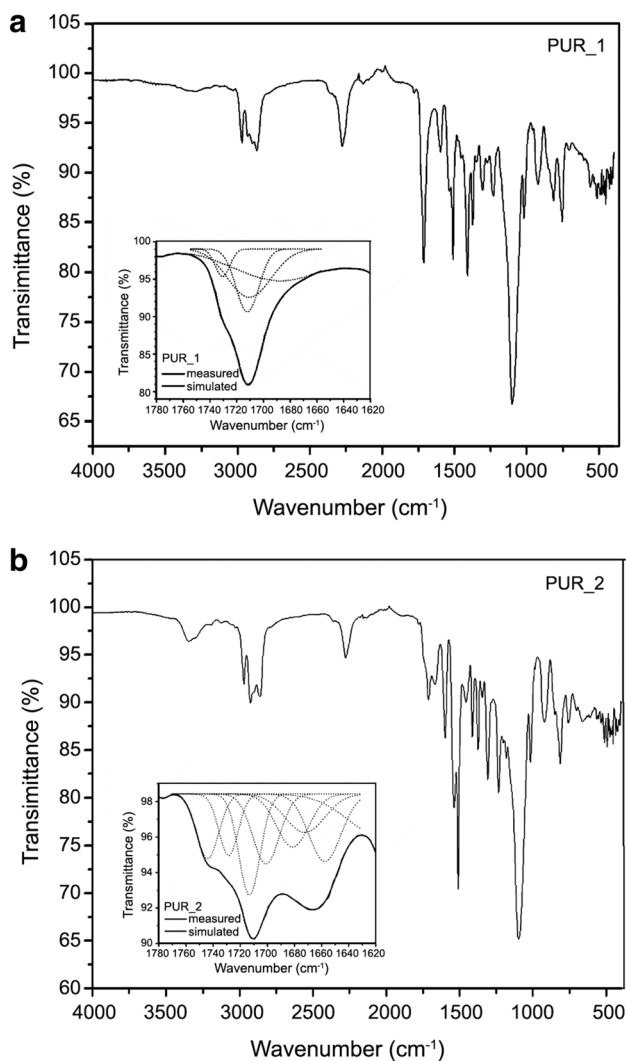 a
PUR_1
Transimittance (%)
105
100
95
90
85
80
75
70
65
4000 3500 3000 2500 2000 1500 1000 500
Wavenumber (cm-1)
Transmittance (%)
100
95
90
85
80
PUR_1
measured
simulated
1780 1760 1740 1720 1700 1680 1660 1640 1620
Wavenumber (cm-1)
b
PUR_2
Transimittance (%)
105
100
95
90
85
80
75
70
65
60
4000 3500 3000 2500 2000 1500 1000 500
Wavenumber (cm-1)
Transmittance (%)
98
96
94
92
90
PUR_2
measured
simulated
1780 1760 1740 1720 1700 1680 1660 1640 1620
Wavenumber (cm-1)